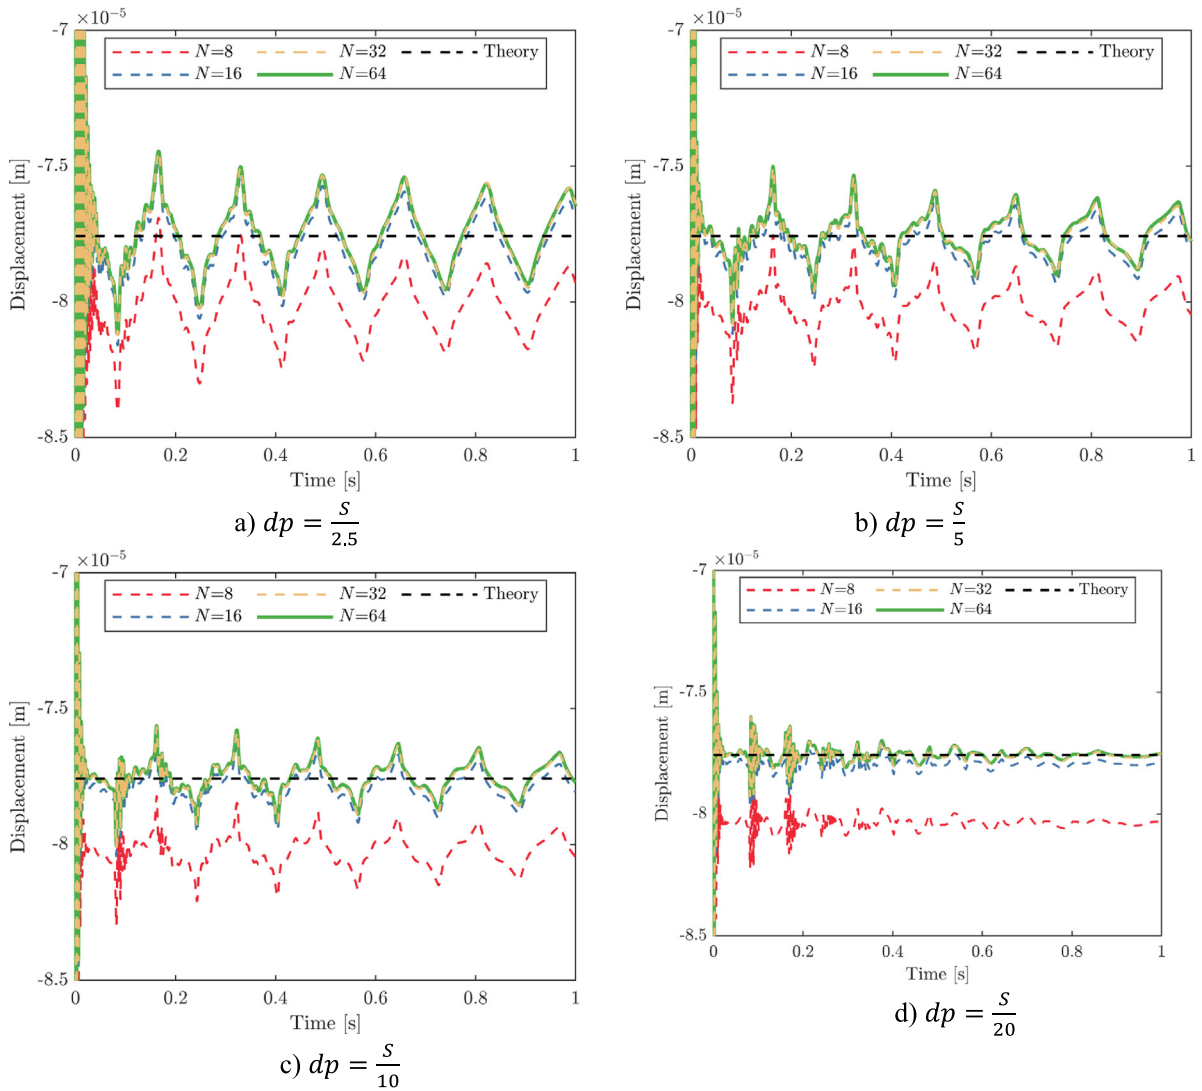 ×10⁻⁵
-7
-7.5
-8
-8.5
Displacement [m]
N=8
N=32
Theory
N=16
N=64
0
0.2
0.4
0.6
0.8
1
Time [s]
a) dp = S/2.5
×10⁻⁵
-7
-7.5
-8
-8.5
Displacement [m]
N=8
N=32
Theory
N=16
N=64
0
0.2
0.4
0.6
0.8
1
Time [s]
b) dp = S/5
×10⁻⁵
-7
-7.5
-8
-8.5
Displacement [m]
N=8
N=32
Theory
N=16
N=64
0
0.2
0.4
0.6
0.8
1
Time [s]
c) dp = S/10
×10⁻⁵
-7
-7.5
-8
-8.5
Displacement [m]
N=8
N=32
Theory
N=16
N=64
0
0.2
0.4
0.6
0.8
1
Time [s]
d) dp = S/20